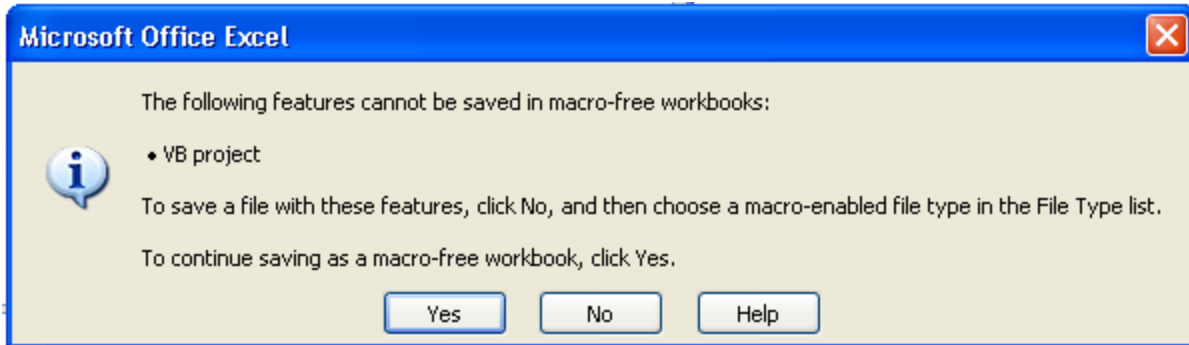 Microsoft Office Excel
The following features cannot be saved in macro-free workbooks:
• VB project
To save a file with these features, click No, and then choose a macro-enabled file type in the File Type list.
To continue saving as a macro-free workbook, click Yes.
Yes
No
Help